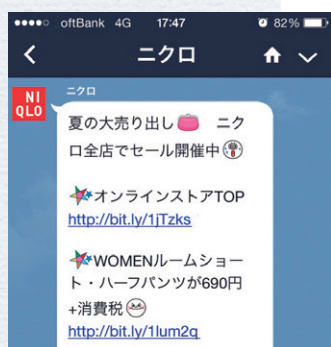 oftBank 4G 17:47 82%
ニクロ
NI
QLO
ニクロ
夏の大売り出し ニク
ロ全店でセール開催中
オンラインストアTOP
http://bit.ly/1jTzks
WOMENルームショー
ト・ハーフパンツが690円
+消費税
http://bit.ly/1lum2q